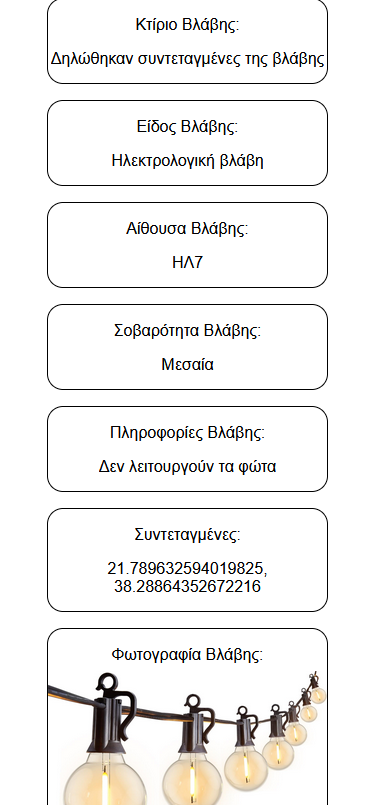 Κτίριο Βλάβης:
Δηλώθηκαν συντεταγμένες της βλάβης
Είδος Βλάβης:
Ηλεκτρολογική βλάβη
Αίθουσα Βλάβης:
ΗΛ7
Σοβαρότητα Βλάβης:
Μεσαία
Πληροφορίες Βλάβης:
Δεν λειτουργούν τα φώτα
Συντεταγμένες:
21.789632594019825,
38.28864352672216
Φωτογραφία Βλάβης: